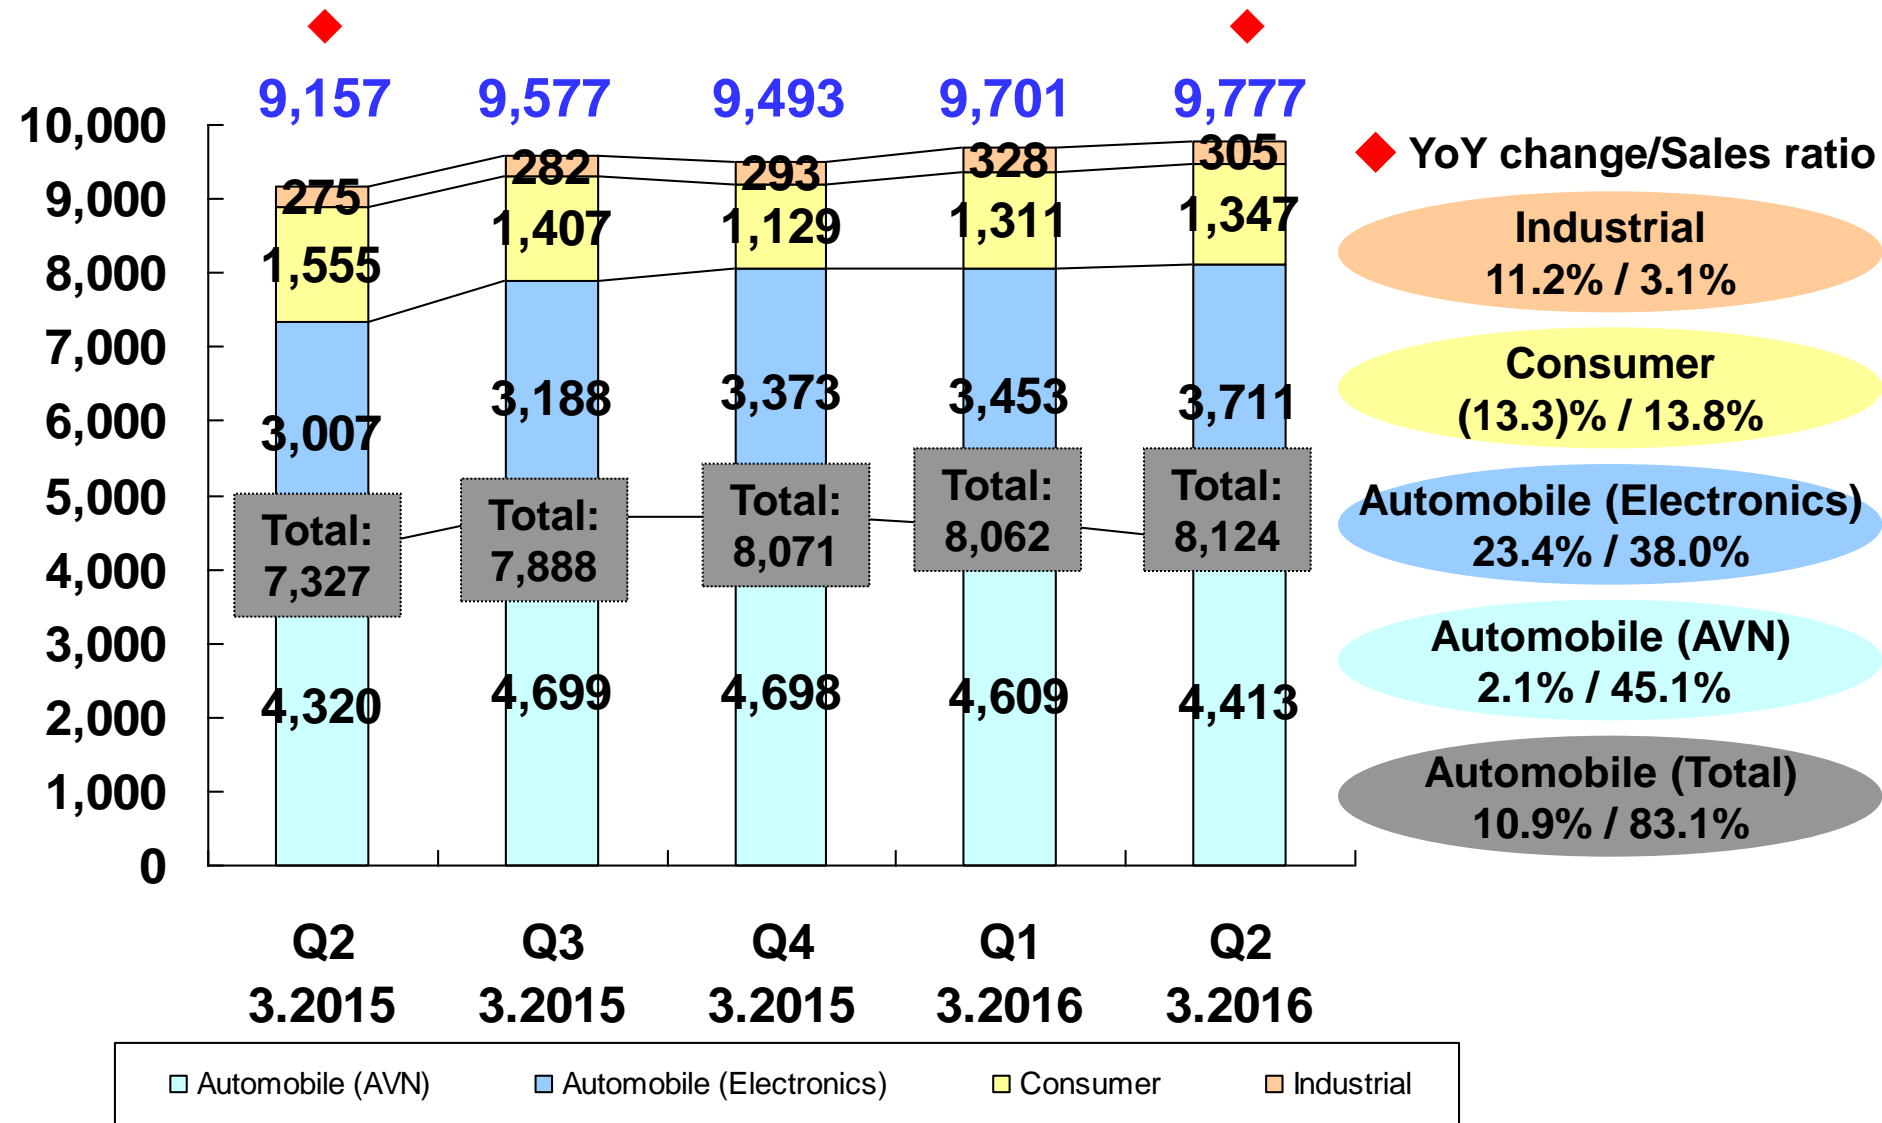 9,157 9,577 9,493 9,701 9,777
10,000
9,000
8,000
7,000
6,000
5,000
4,000
3,000
2,000
1,000
0
275 282 293 328 305
1,555 1,407 1,129 1,311 1,347
3,007 3,188 3,373 3,453 3,711
Total:
7,327
Total:
7,888
Total:
8,071
Total:
8,062
Total:
8,124
4,320 4,699 4,698 4,609 4,413
Q2
3.2015
Q3
3.2015
Q4
3.2015
Q1
3.2016
Q2
3.2016
YoY change/Sales ratio
Industrial
11.2% / 3.1%
Consumer
(13.3)% / 13.8%
Automobile (Electronics)
23.4% / 38.0%
Automobile (AVN)
2.1% / 45.1%
Automobile (Total)
10.9% / 83.1%
Automobile (AVN) Automobile (Electronics) Consumer Industrial